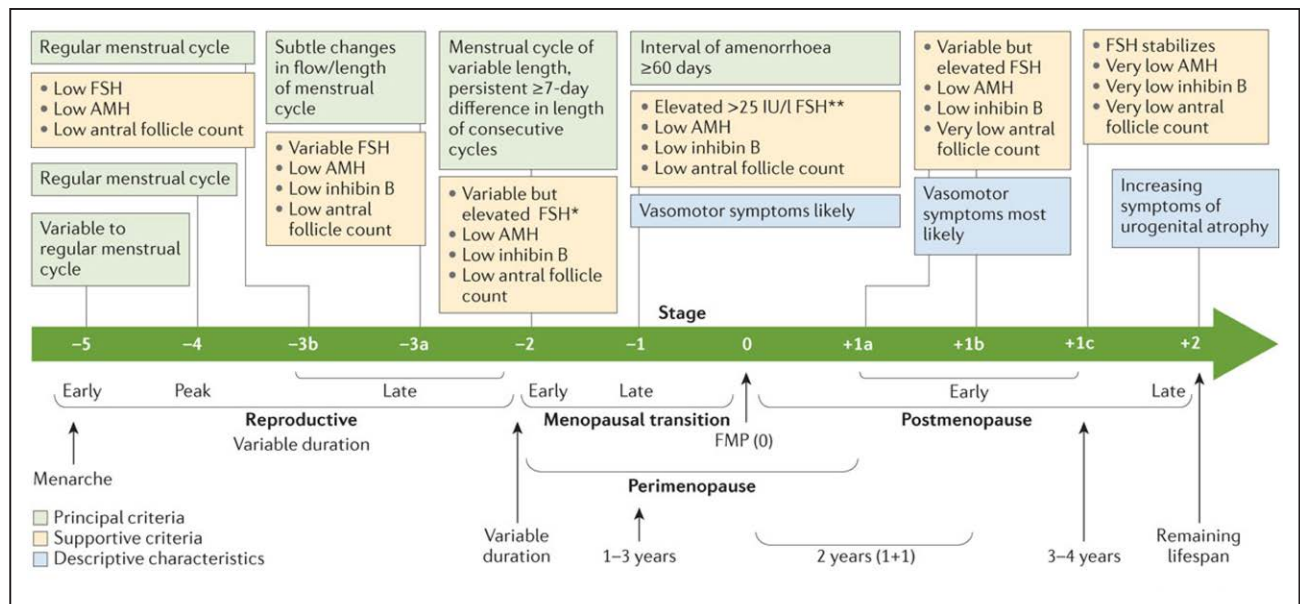 Regular menstrual cycle
• Low FSH
• Low AMH
• Low antral follicle count
Regular menstrual cycle
Variable to
regular menstrual
cycle
Subtle changes
in flow/length
of menstrual
cycle
• Variable FSH
• Low AMH
• Low inhibin B
• Low antral
follicle count
Menstrual cycle of
variable length,
persistent ≥7-day
difference in length
of consecutive
cycles
• Variable but
elevated FSH*
• Low AMH
• Low inhibin B
• Low antral follicle
count
Interval of amenorrhoea
≥60 days
• Elevated >25 IU/l FSH**
• Low AMH
• Low inhibin B
• Low antral follicle count
Vasomotor symptoms likely
• Variable but
elevated FSH
• Low AMH
• Low inhibin B
• Very low antral
follicle count
Vasomotor
symptoms most
likely
• FSH stabilizes
• Very low AMH
• Very low inhibin B
• Very low antral
follicle count
Increasing
symptoms of
urogenital atrophy
Stage
–5 –4 –3b –3a –2 –1 0 +1a +1b +1c +2
Early Peak Late Early Late Early Late
Reproductive Menopausal transition Postmenopause
Variable duration
FMP (0)
Menarche
Perimenopause
Principal criteria
Supportive criteria
Descriptive characteristics
Variable
duration
1–3 years
2 years (1+1)
3–4 years
Remaining
lifespan